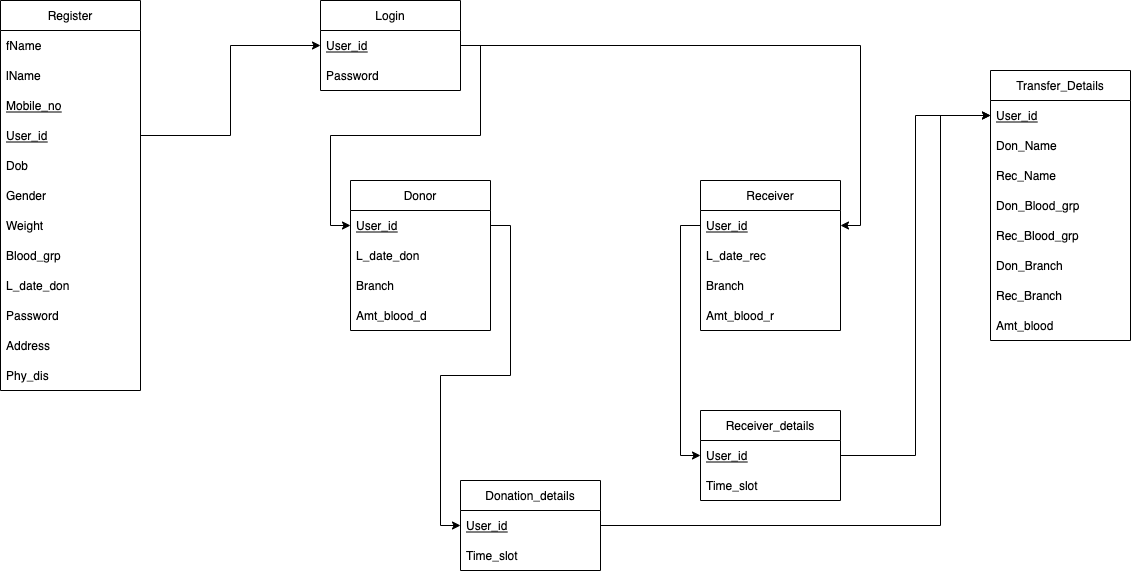 Register
fName
lName
Mobile_no
User_id
Dob
Gender
Weight
Blood_grp
L_date_don
Password
Address
Phy_dis
Login
User_id
Password
Donor
User_id
L_date_don
Branch
Amt_blood_d
Receiver
User_id
L_date_rec
Branch
Amt_blood_r
Transfer_Details
User_id
Don_Name
Rec_Name
Don_Blood_grp
Rec_Blood_grp
Don_Branch
Rec_Branch
Amt_blood
Receiver_details
User_id
Time_slot
Donation_details
User_id
Time_slot